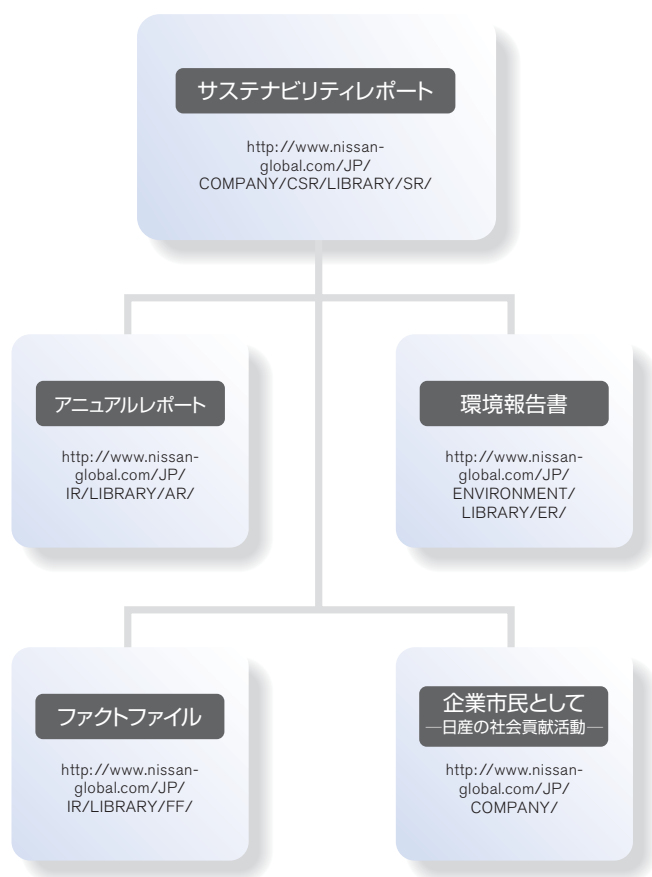 サステナビリティレポート
http://www.nissan-
global.com/JP/
COMPANY/CSR/LIBRARY/SR/
アニュアルレポート
http://www.nissan-
global.com/JP/
IR/LIBRARY/AR/
環境報告書
http://www.nissan-
global.com/JP/
ENVIRONMENT/
LIBRARY/ER/
ファクトファイル
http://www.nissan-
global.com/JP/
IR/LIBRARY/FF/
企業市民として
—日産の社会貢献活動—
http://www.nissan-
global.com/JP/
COMPANY/